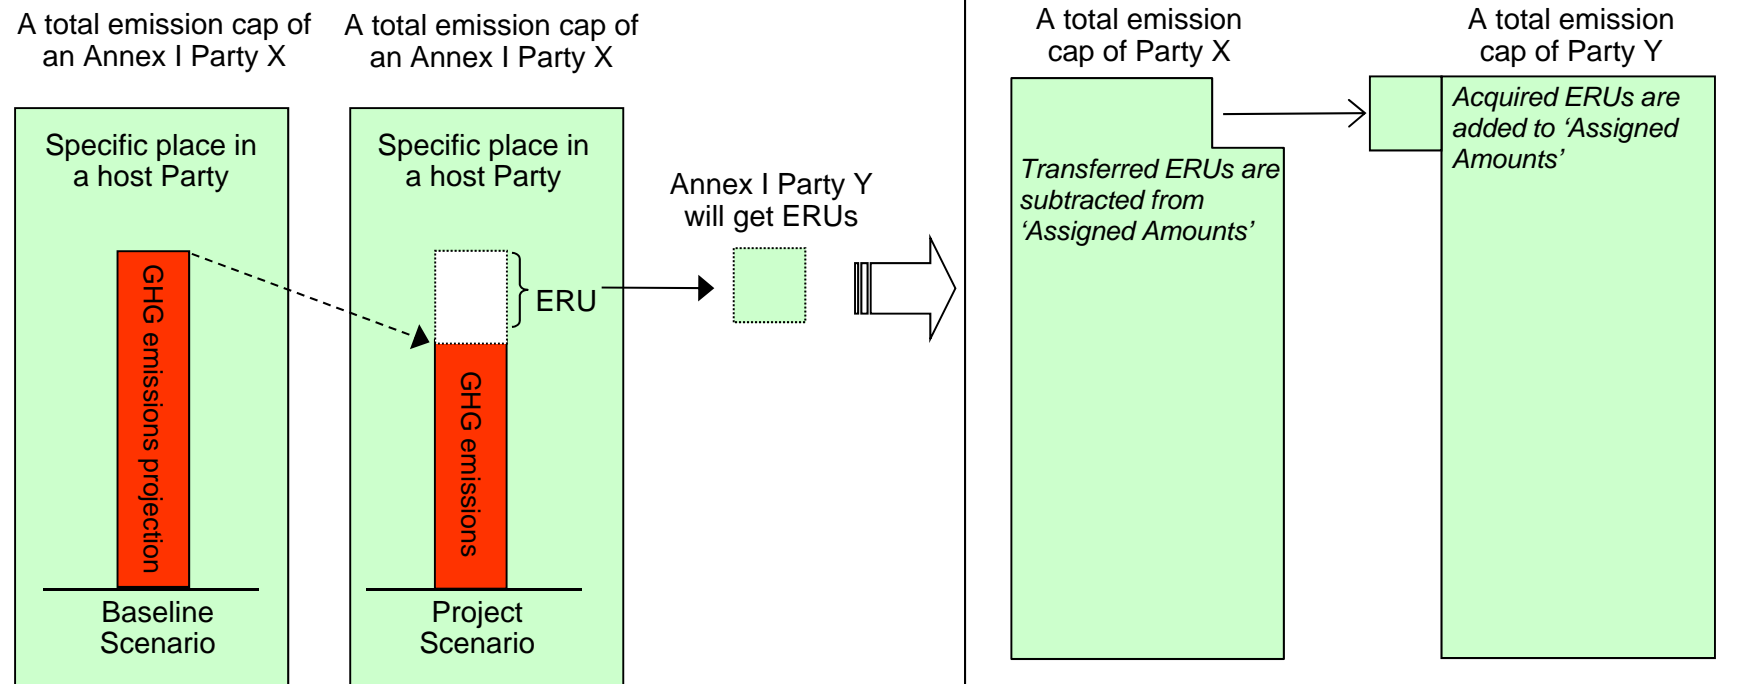 A total emission cap of
an Annex I Party X
A total emission cap of
an Annex I Party X
Specific place in
a host Party
GHG emissions projection
Baseline
Scenario
Specific place in
a host Party
ERU
GHG emissions
Project
Scenario
Annex I Party Y
will get ERUs
A total emission
cap of Party X
Transferred ERUs are
subtracted from
‘Assigned Amounts’
A total emission
cap of Party Y
Acquired ERUs are
added to ‘Assigned
Amounts’